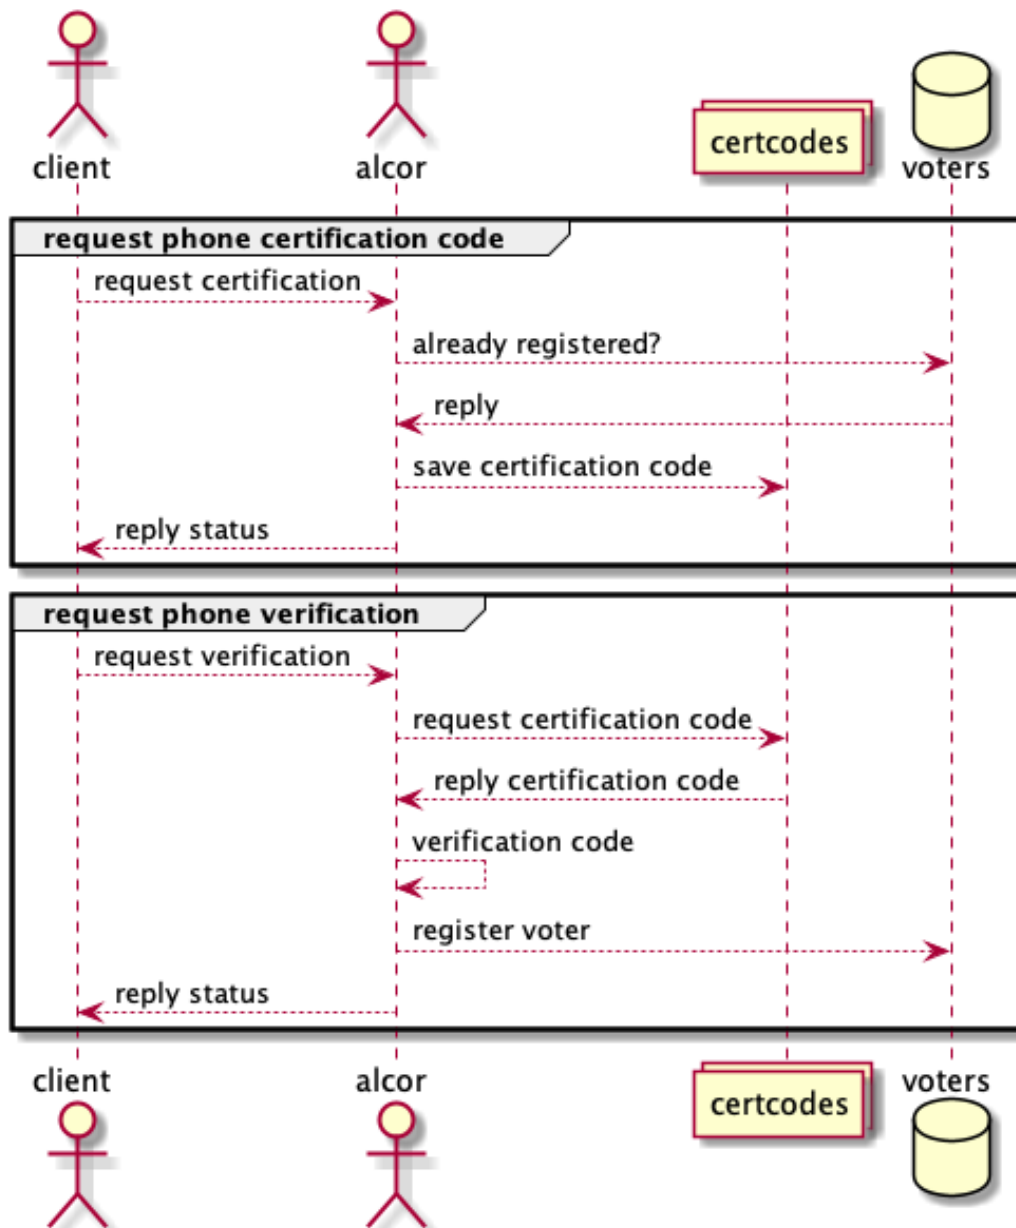 client
alcor
certcodes
voters
request phone certification code
request certification
already registered?
reply
save certification code
reply status
request phone verification
request verification
request certification code
reply certification code
verification code
register voter
reply status
client
alcor
certcodes
voters